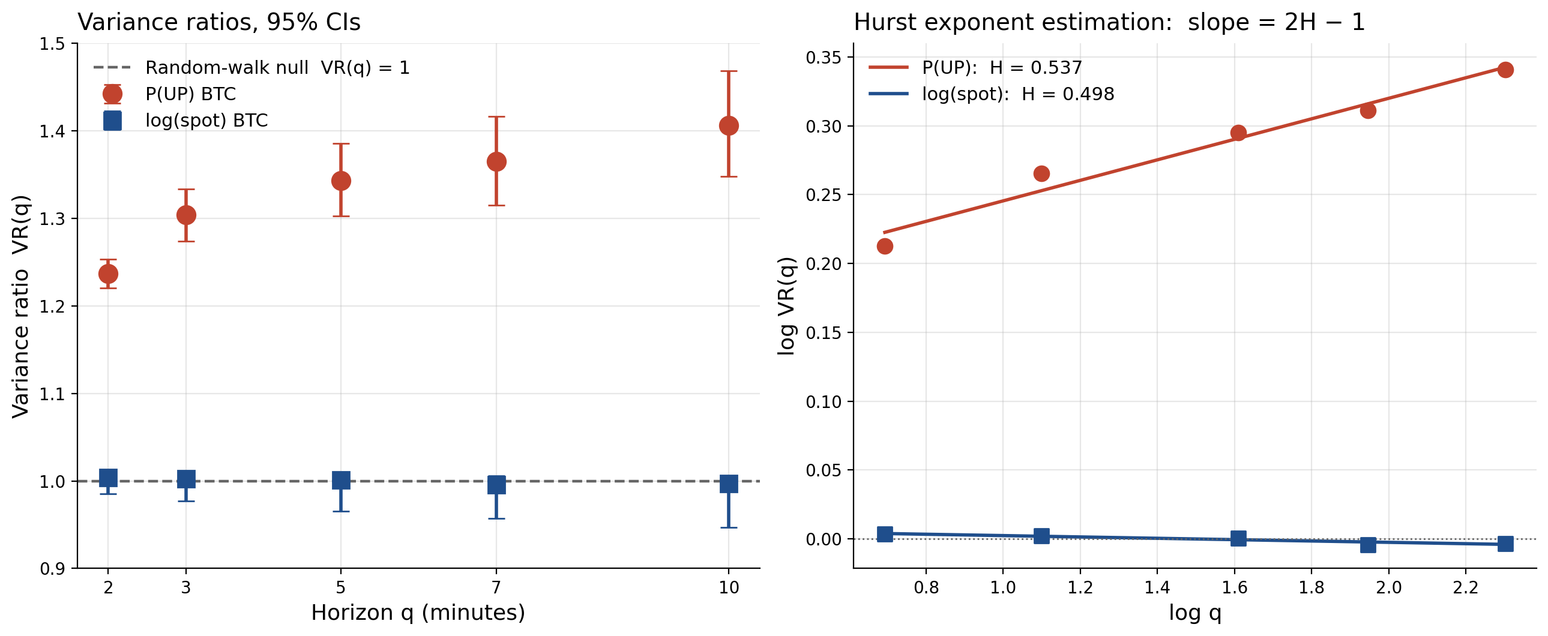 Variance ratios, 95% CIs
1.5
1.4
1.3
1.2
1.1
1.0
0.9
Variance ratio VR(q)
Random-walk null VR(q) = 1
P(UP) BTC
log(spot) BTC
2 3 5 7 10
Horizon q (minutes)
Hurst exponent estimation: slope = 2H − 1
0.35
0.30
0.25
0.20
0.15
0.10
0.05
0.00
log VR(q)
P(UP): H = 0.537
log(spot): H = 0.498
0.8 1.0 1.2 1.4 1.6 1.8 2.0 2.2
log q